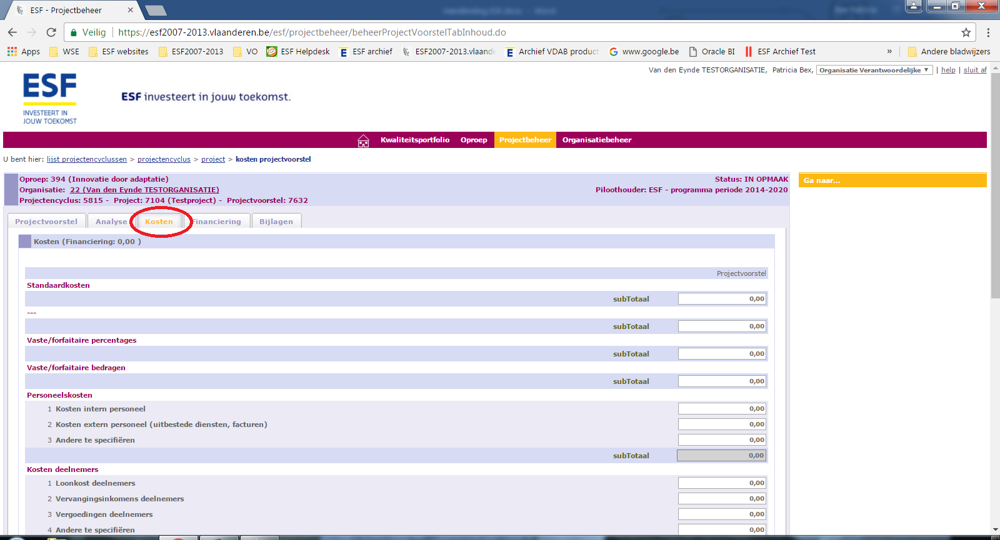 ESF - Projectbeheer
Veilig
https://esf2007-2013.vlaanderen.be/esf/projectbeheer/beheerProjectVoorstelTabInhoud.do
Apps WSE ESF websites ESF2007-2013 VO ESF Helpdesk ESF archief ESF2007-2013.vlaande Archief VDAB product www.google.be Oracle BI ESF Archief Test » Andere bladwijzers
Van den Eynde TESTORGANISATIE, Patricia Bex, Organisatie Verantwoordelijke | help | sluit af
ESF
INVESTEERT IN
JOUW TOEKOMST
ESF investeert in jouw toekomst.
Kwaliteitsportfolio Oproep Projectbeheer Organisatiebeheer
U bent hier: lijst projectencyclussen > projectencyclus > project > kosten projectvoorstel
Oproep: 394 (Innovatie door adaptatie) Status: IN OPMAAK
Organisatie: 22 (Van den Eynde TESTORGANISATIE) Piloothouder: ESF - programma periode 2014-2020
Projectencyclus: 5815 - Project: 7104 (Testproject) - Projectvoorstel: 7632
Ga naar...
Projectvoorstel Analyse Kosten Financiering Bijlagen
Kosten (Financiering: 0,00 )
Projectvoorstel
Standaardkosten
subTotaal 0,00
---
subTotaal 0,00
Vaste/forfaitaire percentages
subTotaal 0,00
Vaste/forfaitaire bedragen
subTotaal 0,00
Personeelskosten
1 Kosten intern personeel 0,00
2 Kosten extern personeel (uitbestede diensten, facturen) 0,00
3 Andere te specifiëren 0,00
subTotaal 0,00
Kosten deelnemers
1 Loonkost deelnemers 0,00
2 Vervangingsinkomens deelnemers 0,00
3 Vergoedingen deelnemers 0,00
4 Andere te specifiëren 0,00